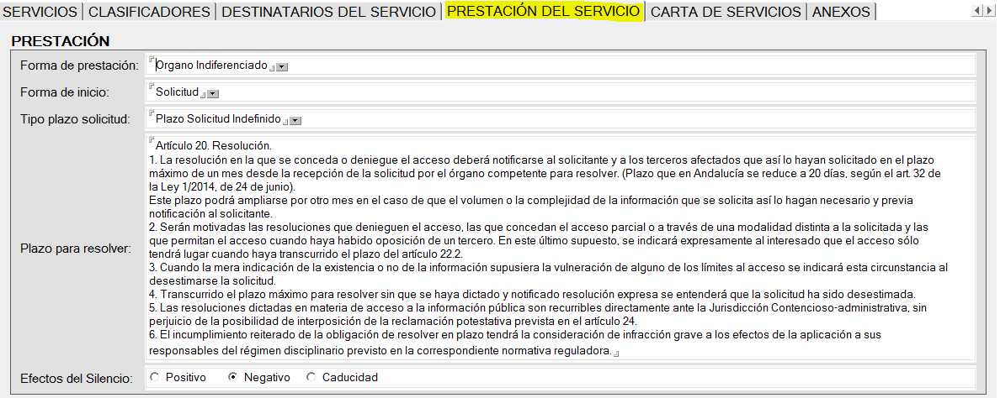 SERVICIOS CLASIFICADORES DESTINATARIOS DEL SERVICIO PRESTACIÓN DEL SERVICIO CARTA DE SERVICIOS ANEXOS
PRESTACIÓN
Forma de prestación: Organo Indiferenciado
Forma de inicio: Solicitud
Tipo plazo solicitud: Plazo Solicitud Indefinido
Plazo para resolver:
Artículo 20. Resolución.
1. La resolución en la que se conceda o deniegue el acceso deberá notificarse al solicitante y a los terceros afectados que así lo hayan solicitado en el plazo
máximo de un mes desde la recepción de la solicitud por el órgano competente para resolver. (Plazo que en Andalucía se reduce a 20 días, según el art. 32 de
la Ley 1/2014, de 24 de junio).
Este plazo podrá ampliarse por otro mes en el caso de que el volumen o la complejidad de la información que se solicita así lo hagan necesario y previa
notificación al solicitante.
2. Serán motivadas las resoluciones que denieguen el acceso, las que concedan el acceso parcial o a través de una modalidad distinta a la solicitada y las
que permitan el acceso cuando haya habido oposición de un tercero. En este último supuesto, se indicará expresamente al interesado que el acceso sólo
tendrá lugar cuando haya transcurrido el plazo del artículo 22.2.
3. Cuando la mera indicación de la existencia o no de la información supusiera la vulneración de alguno de los límites al acceso se indicará esta circunstancia al
desestimarse la solicitud.
4. Transcurrido el plazo máximo para resolver sin que se haya dictado y notificado resolución expresa se entenderá que la solicitud ha sido desestimada.
5. Las resoluciones dictadas en materia de acceso a la información pública son recurribles directamente ante la Jurisdicción Contencioso-administrativa, sin
perjuicio de la posibilidad de interposición de la reclamación potestativa prevista en el artículo 24.
6. El incumplimiento reiterado de la obligación de resolver en plazo tendrá la consideración de infracción grave a los efectos de la aplicación a sus
responsables del régimen disciplinario previsto en la correspondiente normativa reguladora.
Efectos del Silencio: Positivo Negativo Caducidad